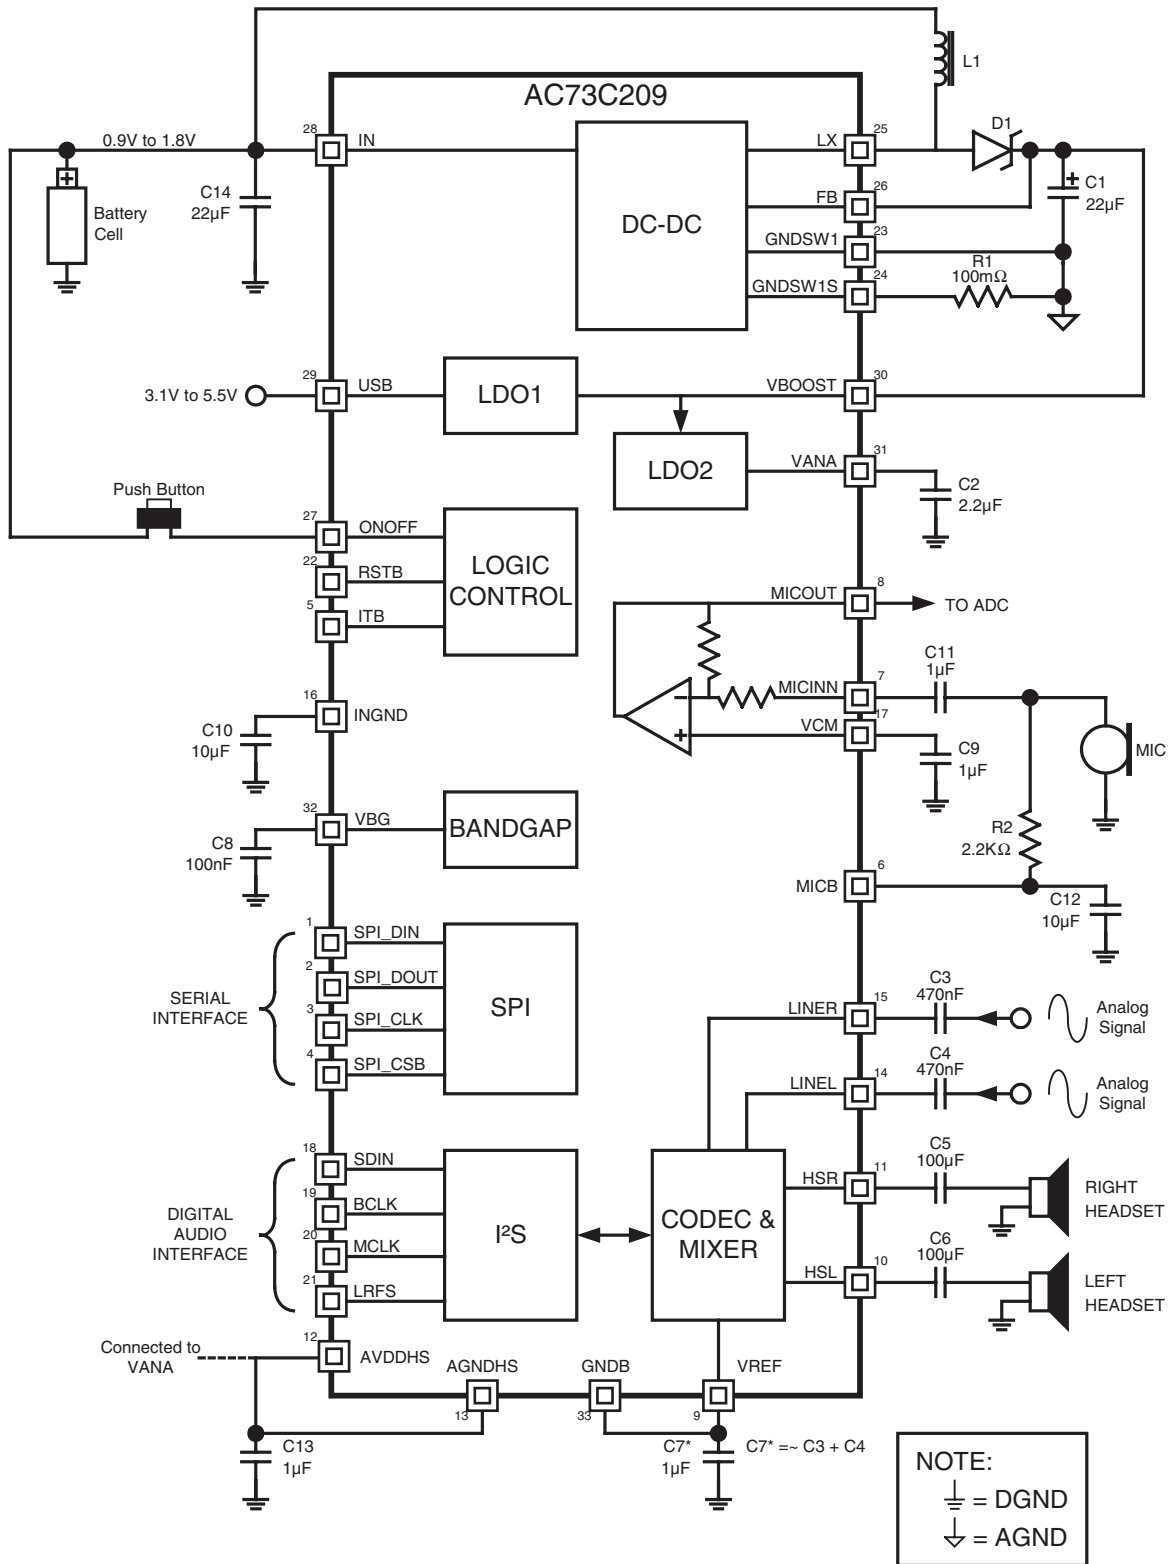 AC73C209
L1
0.9V to 1.8V
28
IN
C14
22µF
Battery
Cell
DC-DC
LX
25
D1
FB
26
C1
22µF
GNDSW1
23
GNDSW1S
24
R1
100mΩ
3.1V to 5.5V
29
USB
LDO1
VBOOST
30
LDO2
VANA
31
C2
2.2µF
Push Button
27
ONOFF
22
RSTB
5
ITB
LOGIC
CONTROL
MICOUT
8
TO ADC
C11
1µF
MICINN
7
VCM
17
C9
1µF
MIC
16
INGND
C10
10µF
32
VBG
C8
100nF
BANDGAP
R2
2.2KΩ
MICB
6
C12
10µF
SERIAL
INTERFACE
1
SPI_DIN
2
SPI_DOUT
3
SPI_CLK
4
SPI_CSB
SPI
LINER
15
C3
470nF
Analog
Signal
LINEL
14
C4
470nF
Analog
Signal
DIGITAL
AUDIO
INTERFACE
18
SDIN
19
BCLK
20
MCLK
21
LRFS
I²S
CODEC &
MIXER
HSR
11
C5
100µF
RIGHT
HEADSET
HSL
10
C6
100µF
LEFT
HEADSET
Connected to
VANA
12
AVDDHS
AGNDHS
13
GNDB
33
VREF
9
C13
1µF
C7*
1µF
C7* =~ C3 + C4
NOTE:
= DGND
= AGND